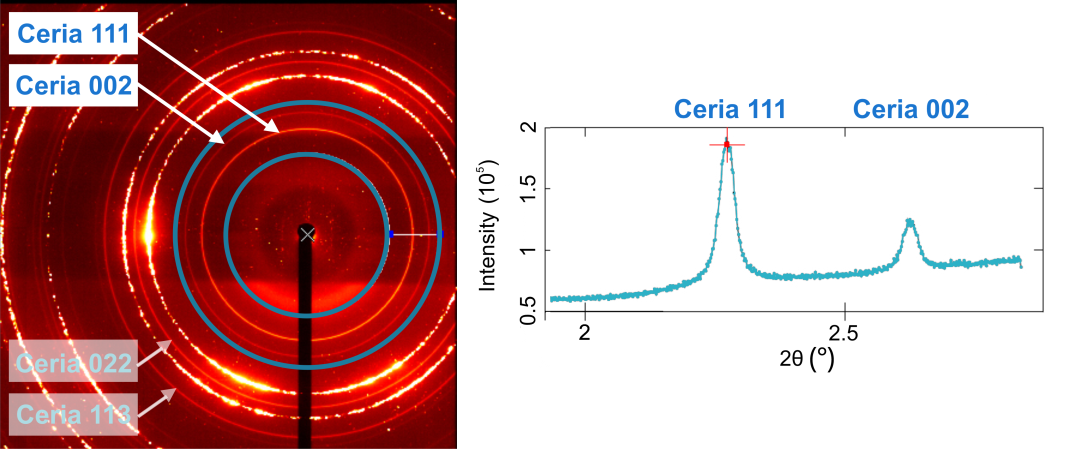 Ceria 111
Ceria 002
Ceria 022
Ceria 113
Ceria 111 Ceria 002
2
1.5
1
0.5
Intensity (10⁵)
2 2.5
2θ (°)